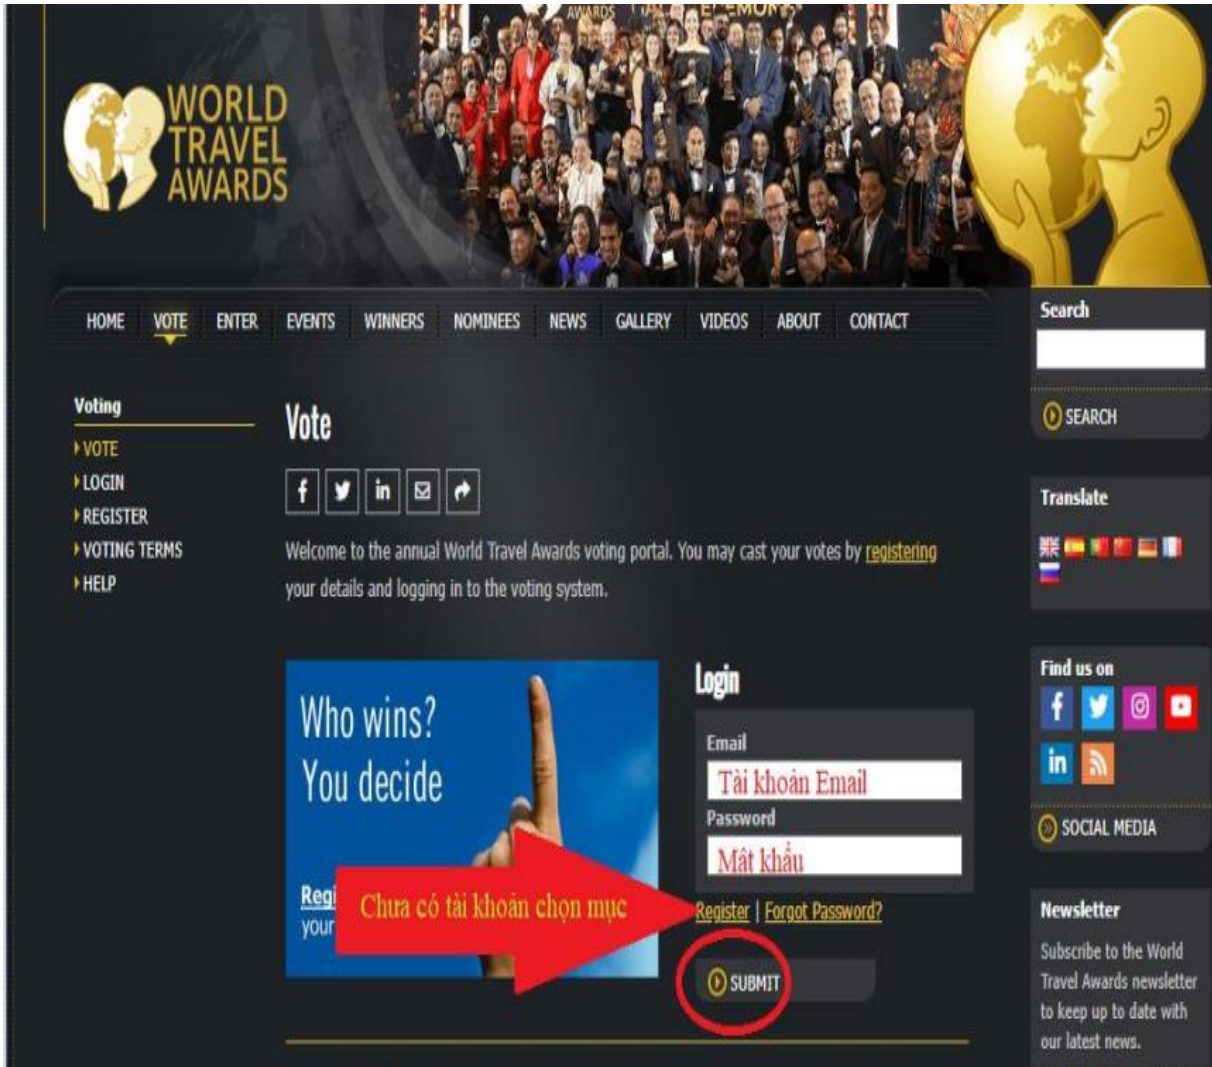 AWARDS
WORLD
TRAVEL
AWARDS
HOME VOTE ENTER EVENTS WINNERS NOMINEES NEWS GALLERY VIDEOS ABOUT CONTACT
Search
SEARCH
Voting
VOTE
LOGIN
REGISTER
VOTING TERMS
HELP
Vote
Welcome to the annual World Travel Awards voting portal. You may cast your votes by registering
your details and logging in to the voting system.
Who wins?
You decide
Regi
your
Chưa có tài khoản chọn mục
Login
Email
Tài khoản Email
Password
Mật khẩu
Register | Forgot Password?
SUBMIT
Translate
Find us on
SOCIAL MEDIA
Newsletter
Subscribe to the World
Travel Awards newsletter
to keep up to date with
our latest news.